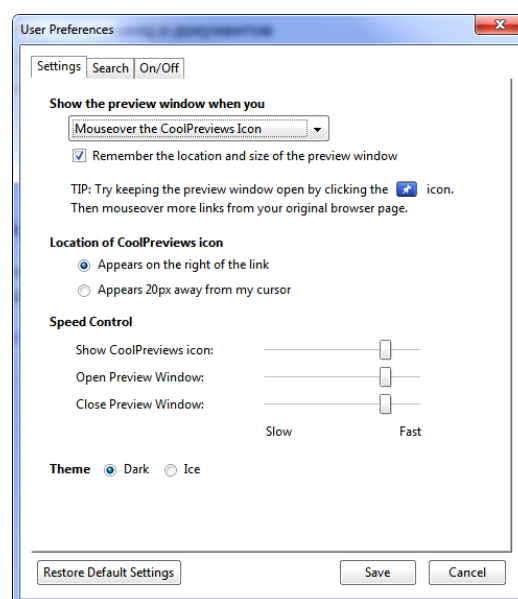 User Preferences
Settings Search On/Off
Show the preview window when you
Mouseover the CoolPreviews Icon
Remember the location and size of the preview window
TIP: Try keeping the preview window open by clicking the icon.
Then mouseover more links from your original browser page.
Location of CoolPreviews icon
Appears on the right of the link
Appears 20px away from my cursor
Speed Control
Show CoolPreviews icon:
Open Preview Window:
Close Preview Window:
Slow Fast
Theme Dark Ice
Restore Default Settings Save Cancel